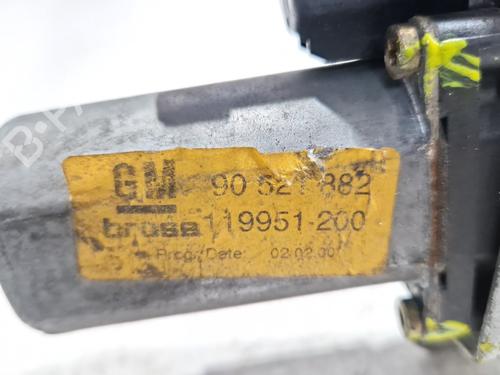 GM 90 521 882
brose 119951-200
Prod./Date: 02.02.00